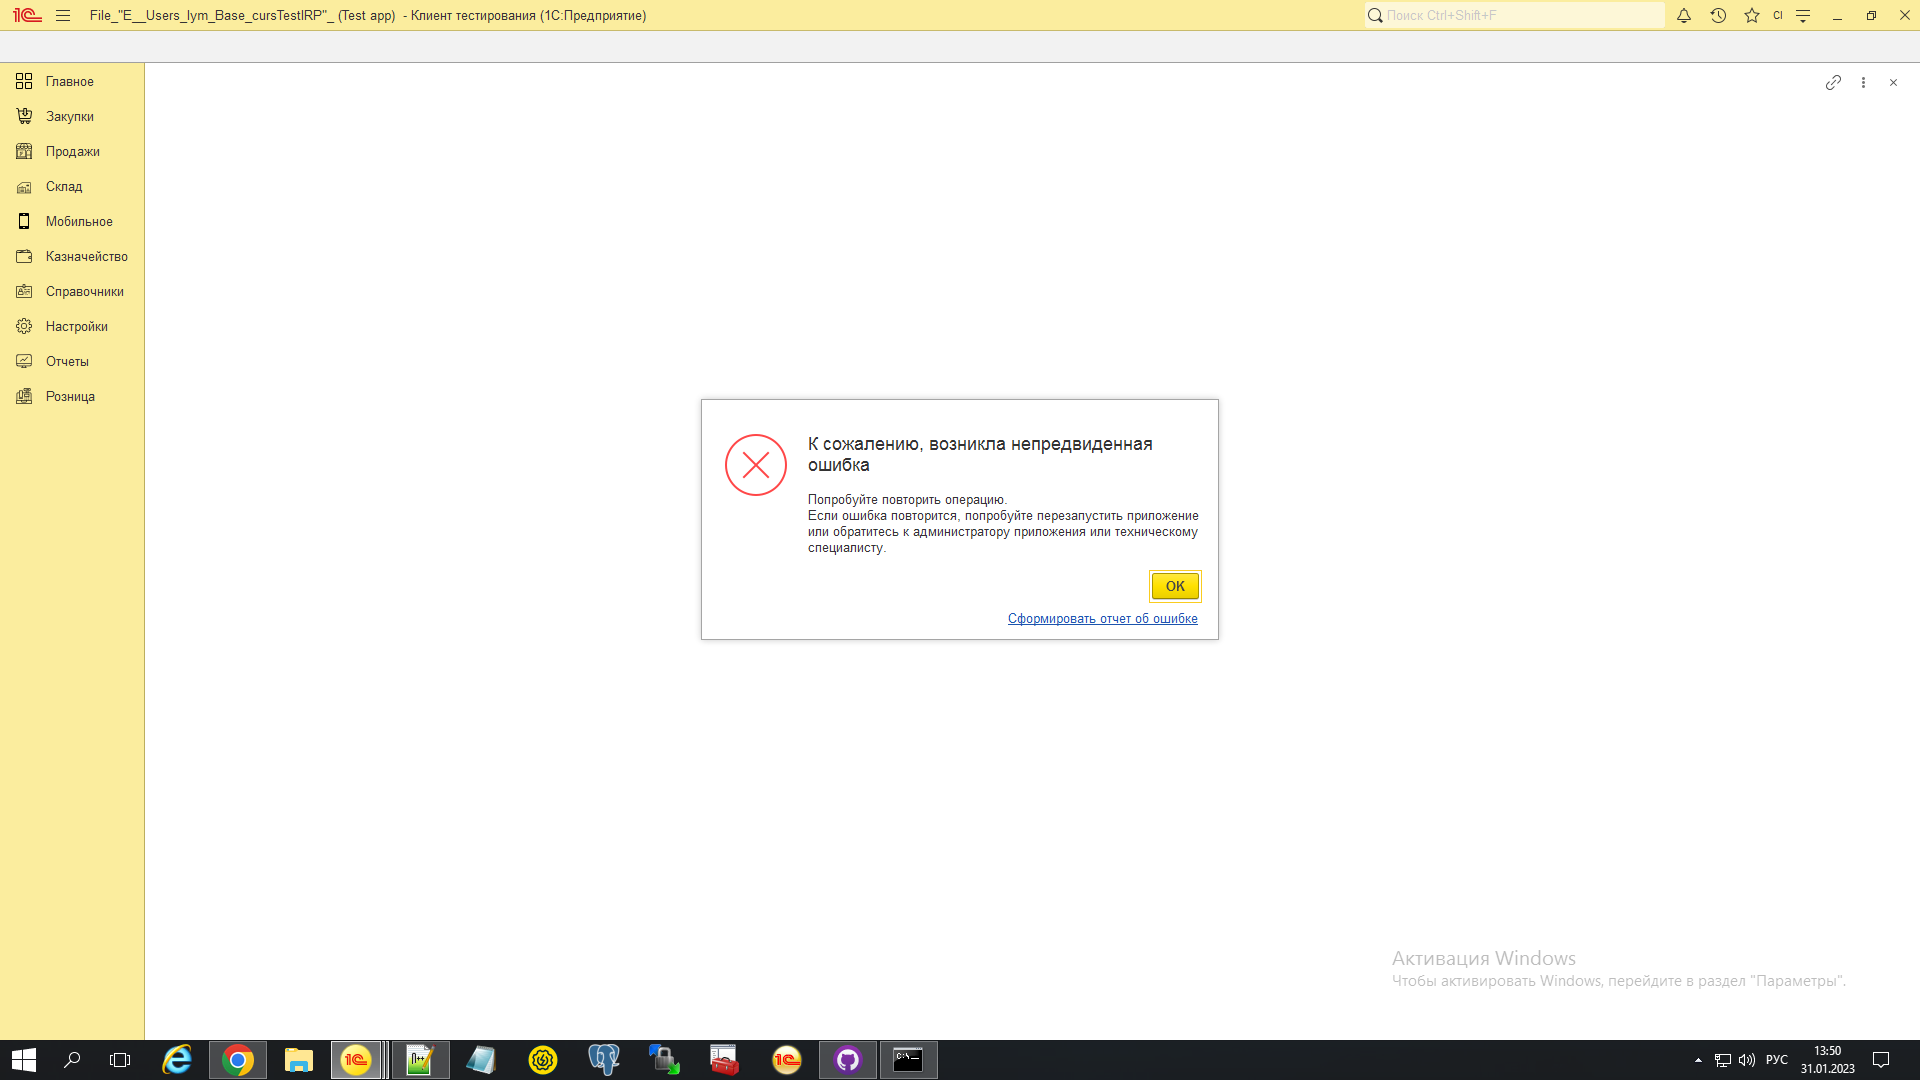 File_"E__Users_lym_Base_cursTestIRP"_ (Test app) - Клиент тестирования (1С:Предприятие)
Поиск Ctrl+Shift+F
CI
Главное
Закупки
Продажи
Склад
Мобильное
Казначейство
Справочники
Настройки
Отчеты
Розница
К сожалению, возникла непредвиденная
ошибка
Попробуйте повторить операцию.
Если ошибка повторится, попробуйте перезапустить приложение
или обратитесь к администратору приложения или техническому
специалисту.
OK
Сформировать отчет об ошибке
Активация Windows
Чтобы активировать Windows, перейдите в раздел "Параметры".
РУС
13:50
31.01.2023